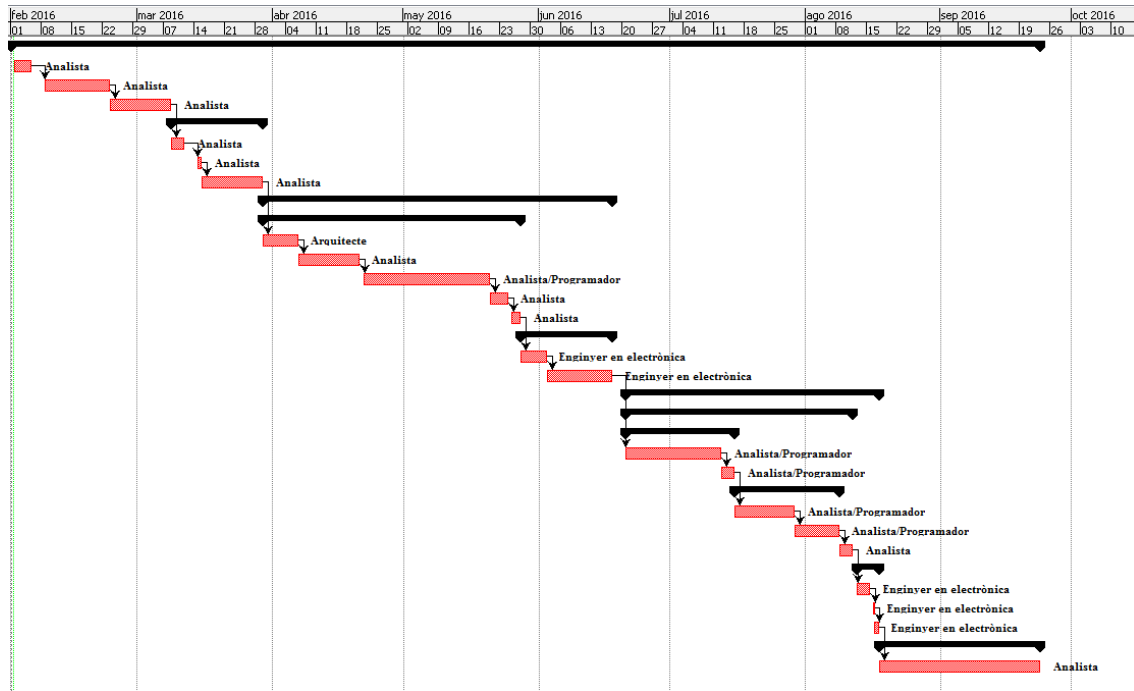 feb 2016 mar 2016 abr 2016 may 2016 jun 2016 jul 2016 ago 2016 sep 2016 oct 2016
01 08 15 22 29 07 14 21 28 04 11 18 25 02 09 16 23 30 06 13 20 27 04 11 18 25 01 08 15 22 29 05 12 19 26 03 10
Analista
Analista
Analista
Analista
Analista
Analista
Arquitecte
Analista
Analista/Programador
Analista
Analista
Enginyer en electrònica
Enginyer en electrònica
Analista/Programador
Analista/Programador
Analista/Programador
Analista/Programador
Analista
Enginyer en electrònica
Enginyer en electrònica
Enginyer en electrònica
Analista